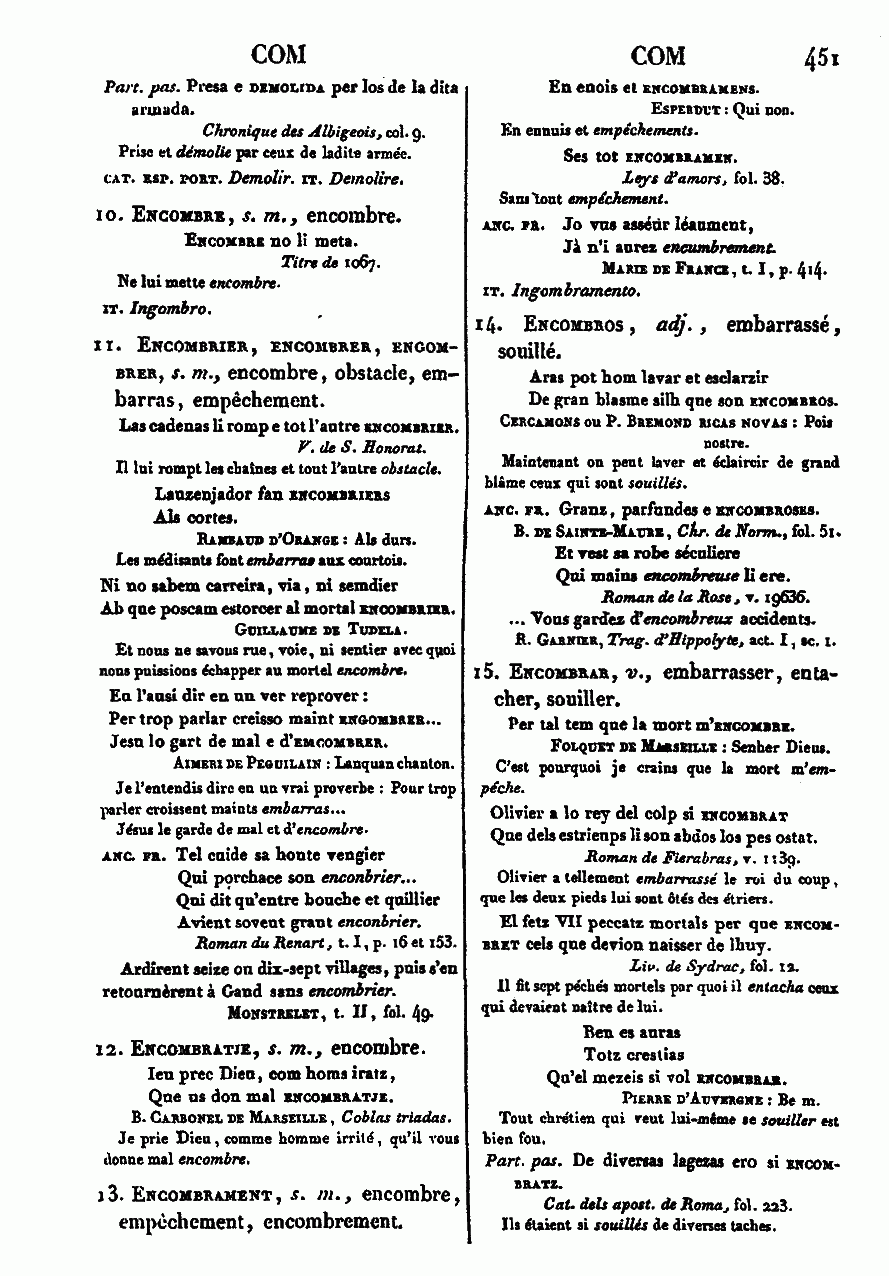 COM
COM 451
Part. pas. Presa e DEMOLIDA per los de la dita
armada.
Chronique des Albigeois, col. 9.
Prise et démolie par ceux de ladite armée.
CAT. ESP. PORT. Demolir. IT. Demolire.
10. ENCOMBRE, s. m., encombre.
ENCOMBRE no li meta.
Titre de 1067.
Ne lui mette encombre.
IT. Ingombro.
11. ENCOMBRIER, ENCOMBRER, ENGOM-
BRER, s. m., encombre, obstacle, em-
barras, empêchement.
Las cadenas li romp e tot l'autre ENCOMBRIER.
V. de S. Honorat.
Il lui rompt les chaînes et tout l'autre obstacle.
Lauzenjador fan ENCOMBRIERS
Als cortes.
RAMBAUD D'ORANGE : Als durs.
Les médisants font embarras aux courtois.
Ni no sabem carreira, via, ni semdier
Ab que poscam estorcer al mortal ENCOMBRIER.
GUILLAUME DE TUDELA.
Et nous ne savous rue, voie, ni sentier avec quoi
nous puissions échapper au mortel encombre.
Eu l'ausi dir en un ver reprover :
Per trop parlar creisso maint ENGOMBRER...
Jesu lo gart de mal e d'EMCOMBRER.
AIMERI DE PEGUILAIN : Lanquan chanton.
Je l'entendis dire en un vrai proverbe : Pour trop
parler croissent maints embarras...
Jésus le garde de mal et d'encombre.
ANC. FR. Tel cuide sa honte vengier
Qui porchace son enconbrier...
Qui dit qu'entre bouche et cuillier
Avient sovent grant enconbrier.
Roman du Renart, t. I, p. 16 et 153.
Ardirent seize ou dix-sept villages, puis s'en
retournèrent à Gand sans encombrier.
MONSTRELET, t. II, fol. 49.
12. ENCOMBRATJE, s. m., encombre.
Ieu prec Dieu, com homs iratz,
Que us don mal ENCOMBRATJE.
B. CARBONEL DE MARSEILLE, Coblas triadas.
Je prie Dieu, comme homme irrité, qu'il vous
donne mal encombre.
13. ENCOMBRAMENT, s. m., encombre,
empêchement, encombrement.
En enois et ENCOMBRAMENS.
ESPERDUT : Qui non.
En ennuis et empêchements.
Ses tot ENCOMBRAMEN.
Leys d'amors, fol. 38.
Sans tout empêchement.
ANC. FR. Jo vus asséür léaument,
Jà n'i aurez encumbrement.
MARIE DE FRANCE, t. I, p. 414.
IT. Ingombramento.
14. ENCOMBROS, adj., embarrassé,
souillé.
Aras pot hom lavar et esclarzir
De gran blasme silh que son ENCOMBROS.
CERCAMONS ou P. BREMOND RICAS NOVAS : Pois
nostre.
Maintenant on peut laver et éclaircir de grand
blâme ceux qui sont souillés.
ANC. FR. Granz, parfundes e ENCOMBROSES.
B. DE SAINTE-MAURE, Chr. de Norm., fol. 51.
Et vest sa robe séculiere
Qui mains encombreuse li ere.
Roman de la Rose, v. 19636.
... Vous gardez d'encombreux accidents.
R. GARNIER, Trag. d'Hippolyte, act. I, sc. 1.
15. ENCOMBRAR, v., embarrasser, enta-
cher, souiller.
Per tal tem que la mort m'ENCOMBRE.
FOLQUET DE MARSEILLE : Senher Dieus.
C'est pourquoi je crains que la mort m'em-
pêche.
Olivier a lo rey del colp si ENCOMBRAT
Que dels estrieups li son abdos los pes ostat.
Roman de Fierabras, v. 1139.
Olivier a tellement embarrassé le roi du coup,
que les deux pieds lui sont ôtés des étriers.
El fetz VII peccatz mortals per que ENCOM-
BRET cels que devion naisser de lhuy.
Liv. de Sydrac, fol. 12.
Il fit sept péchés mortels par quoi il entacha ceux
qui devaient naître de lui.
Ben es auras
Totz crestias
Qu'el mezeis si vol ENCOMBRAR.
PIERRE D'AUVERGNE : Be m.
Tout chrétien qui veut lui-même se souiller est
bien fou.
Part. pas. De diversas lagezas ero si ENCOM-
BRATZ.
Cat. dels apost. de Roma, fol. 223.
Ils étaient si souillés de diverses taches.